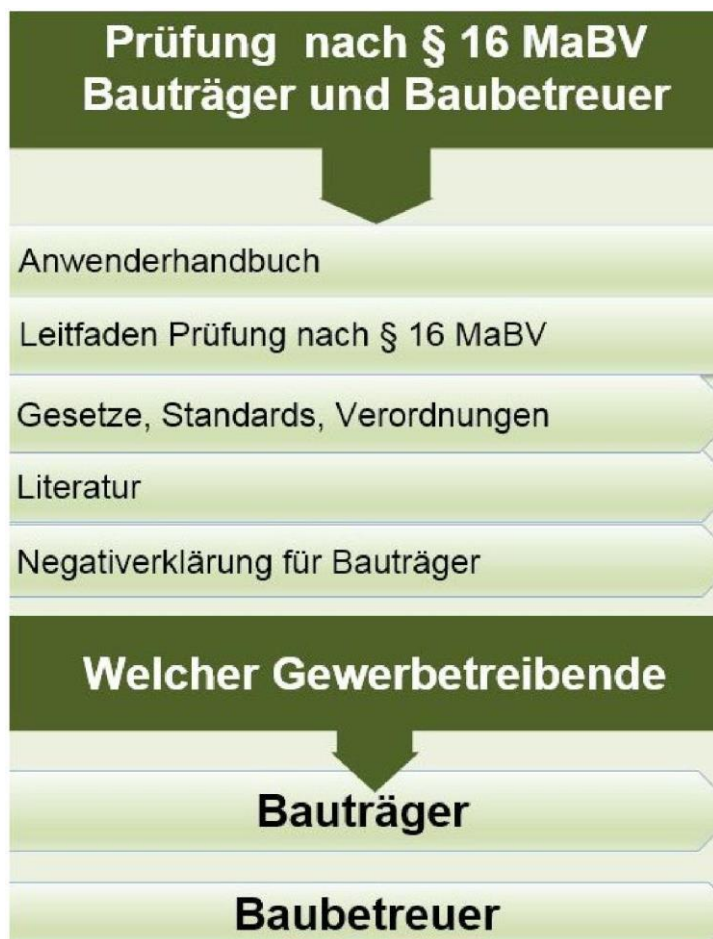 Prüfung nach § 16 MaBV
Bauträger und Baubetreuer
Anwenderhandbuch
Leitfaden Prüfung nach § 16 MaBV
Gesetze, Standards, Verordnungen
Literatur
Negativerklärung für Bauträger
Welcher Gewerbetreibende
Bauträger
Baubetreuer